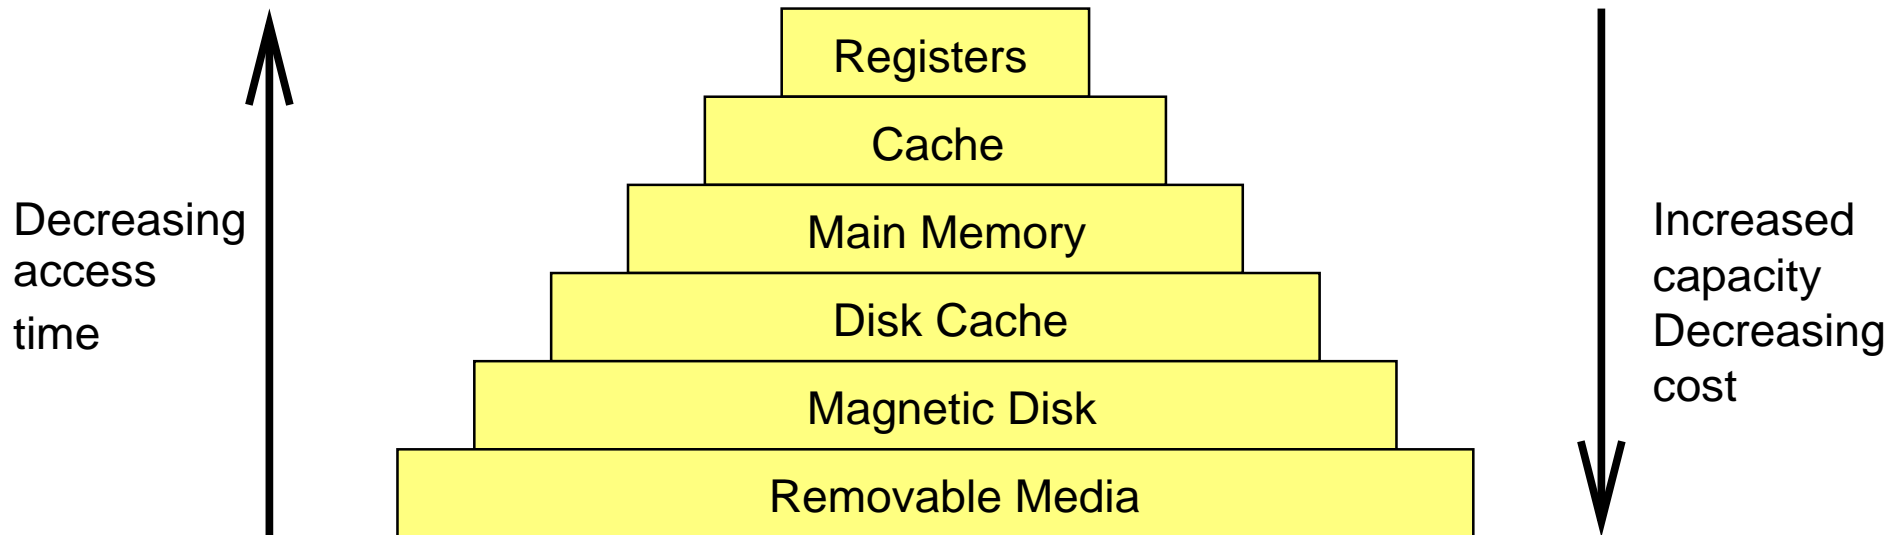 Registers
Cache
Main Memory
Disk Cache
Magnetic Disk
Removable Media
Decreasing
access
time
Increased
capacity
Decreasing
cost